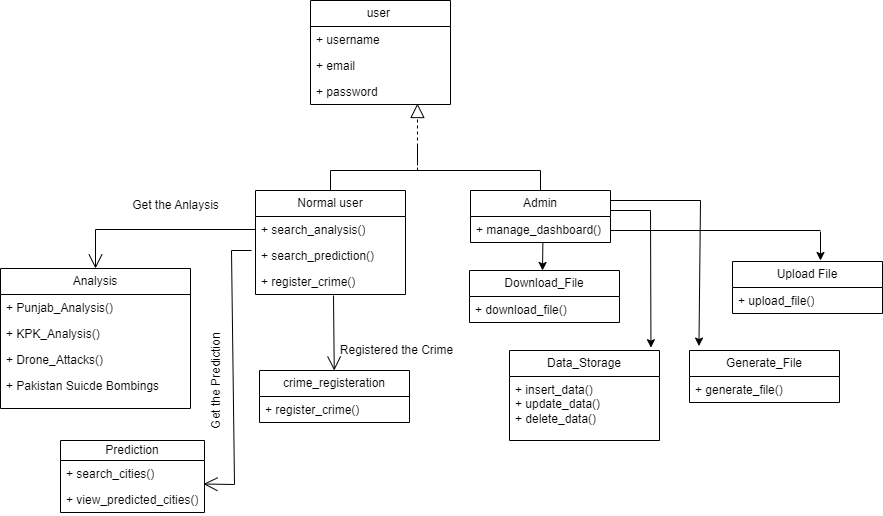 user
+ username
+ email
+ password
Get the Anlaysis
Normal user
+ search_analysis()
+ search_prediction()
+ register_crime()
Admin
+ manage_dashboard()
Analysis
+ Punjab_Analysis()
+ KPK_Analysis()
+ Drone_Attacks()
+ Pakistan Suicde Bombings
Download_File
+ download_file()
Upload File
+ upload_file()
Get the Prediction
Registered the Crime
crime_registeration
+ register_crime()
Data_Storage
+ insert_data()
+ update_data()
+ delete_data()
Generate_File
+ generate_file()
Prediction
+ search_cities()
+ view_predicted_cities()